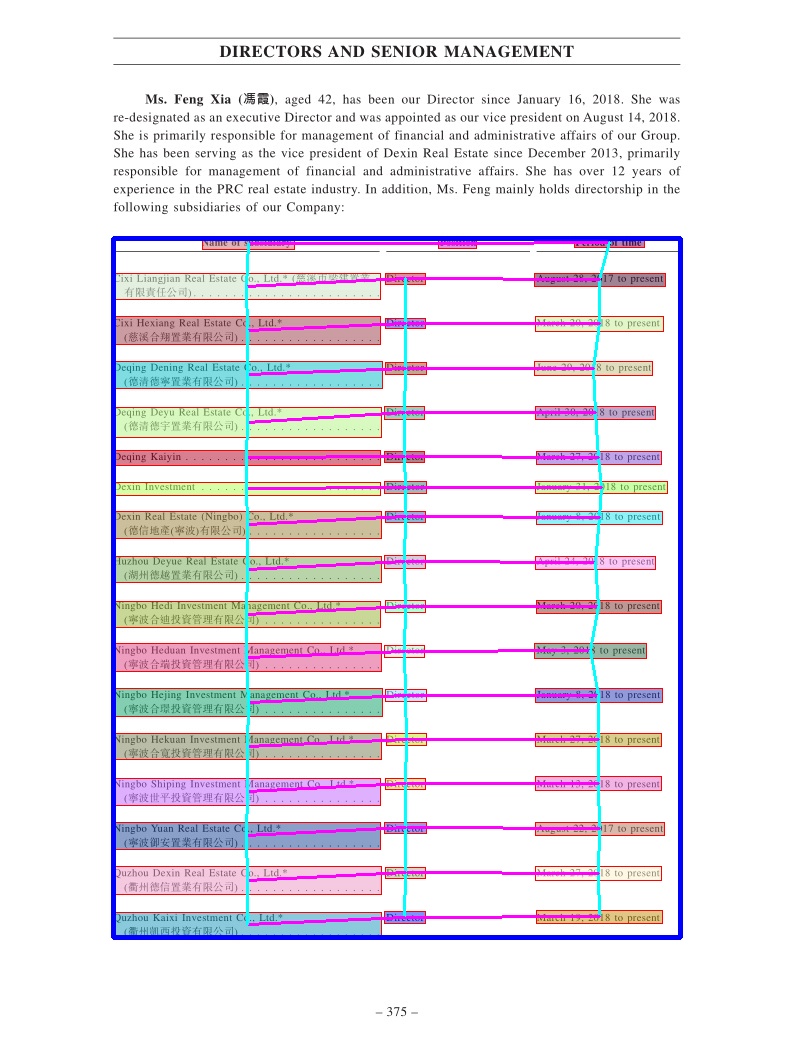 DIRECTORS AND SENIOR MANAGEMENT
Ms. Feng Xia (馮霞), aged 42, has been our Director since January 16, 2018. She was
re-designated as an executive Director and was appointed as our vice president on August 14, 2018.
She is primarily responsible for management of financial and administrative affairs of our Group.
She has been serving as the vice president of Dexin Real Estate since December 2013, primarily
responsible for management of financial and administrative affairs. She has over 12 years of
experience in the PRC real estate industry. In addition, Ms. Feng mainly holds directorship in the
following subsidiaries of our Company:
Name of subsidiary Position Period of time
Cixi Liangjian Real Estate Co., Ltd.* (慈溪市梁建置業 Director August 28, 2017 to present
有限責任公司)
Cixi Hexiang Real Estate Co., Ltd.* Director March 20, 2018 to present
(慈溪合翔置業有限公司)
Deqing Dening Real Estate Co., Ltd.* Director June 20, 2018 to present
(德清德寧置業有限公司)
Deqing Deyu Real Estate Co., Ltd.* Director April 30, 2018 to present
(德清德宇置業有限公司)
Deqing Kaiyin Director March 27, 2018 to present
Dexin Investment Director January 31, 2018 to present
Dexin Real Estate (Ningbo) Co., Ltd.* Director January 8, 2018 to present
(德信地產(寧波)有限公司)
Huzhou Deyue Real Estate Co., Ltd.* Director April 24, 2018 to present
(湖州德越置業有限公司)
Ningbo Hedi Investment Management Co., Ltd.* Director March 20, 2018 to present
(寧波合迪投資管理有限公司)
Ningbo Heduan Investment Management Co., Ltd.* Director May 3, 2018 to present
(寧波合端投資管理有限公司)
Ningbo Hejing Investment Management Co., Ltd.* Director January 8, 2018 to present
(寧波合璟投資管理有限公司)
Ningbo Hekuan Investment Management Co., Ltd.* Director March 27, 2018 to present
(寧波合寬投資管理有限公司)
Ningbo Shiping Investment Management Co., Ltd.* Director March 13, 2018 to present
(寧波世平投資管理有限公司)
Ningbo Yuan Real Estate Co., Ltd.* Director August 22, 2017 to present
(寧波御安置業有限公司)
Quzhou Dexin Real Estate Co., Ltd.* Director March 27, 2018 to present
(衢州德信置業有限公司)
Quzhou Kaixi Investment Co., Ltd.* Director March 19, 2018 to present
(衢州凱西投資有限公司)
– 375 –